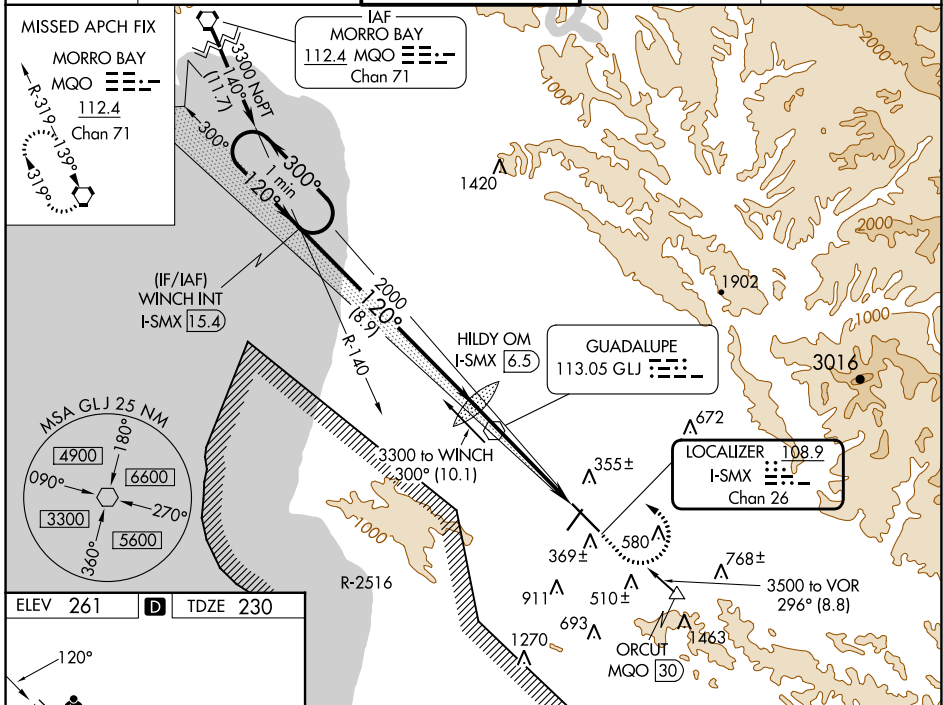 MISSED APCH FIX
MORRO BAY
MQO
112.4
Chan 71
R-319
139°
319°
IAF
MORRO BAY
112.4 MQO
Chan 71
3300 NoPT
140°
(11.7)
300°
300°
1 min
120°
1420
2000
1000
2000
1902
1000
3016
(IF/IAF)
WINCH INT
I-SMX 15.4
2000
120°
(8.9)
R-140
HILDY OM
I-SMX 6.5
GUADALUPE
113.05 GLJ
MSA GLJ 25 NM
180°
4900
6600
090°
270°
3300
5600
360°
3300 to WINCH
300° (10.1)
672
355±
LOCALIZER 108.9
I-SMX
Chan 26
1000
369±
580
R-2516
911
510±
768±
3500 to VOR
296° (8.8)
693
1270
1463
ORCUT
MQO 30
ELEV 261
D
TDZE 230
120°